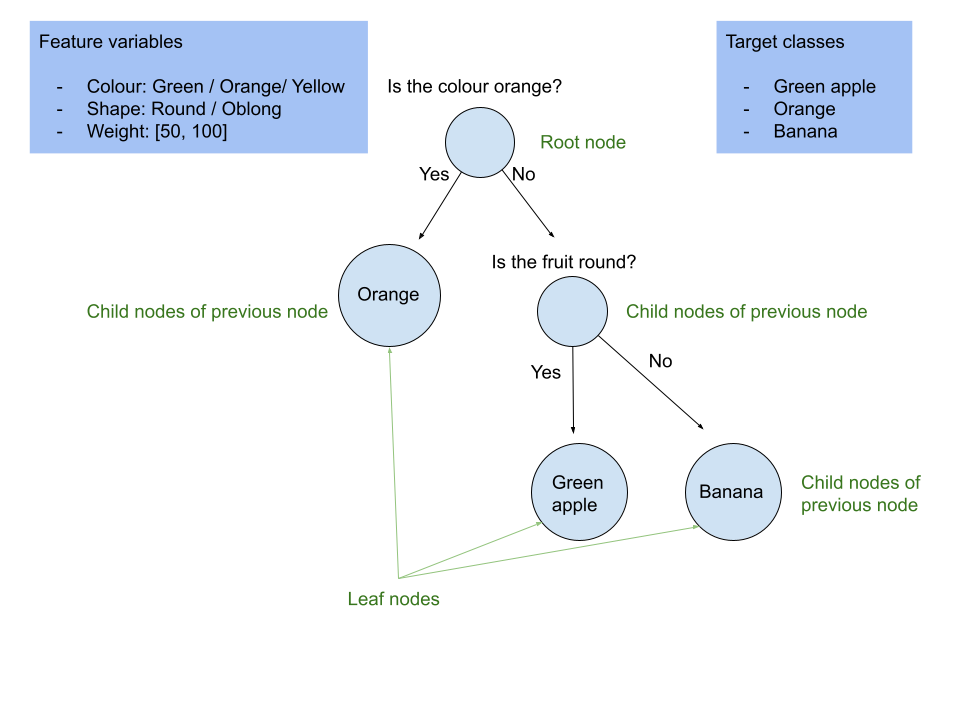 Feature variables
- Colour: Green / Orange/ Yellow
- Shape: Round / Oblong
- Weight: [50, 100]
Target classes
- Green apple
- Orange
- Banana
Is the colour orange?
Root node
Yes
No
Is the fruit round?
Orange
Child nodes of previous node
Child nodes of previous node
Yes
No
Green
apple
Banana
Child nodes of
previous node
Leaf nodes